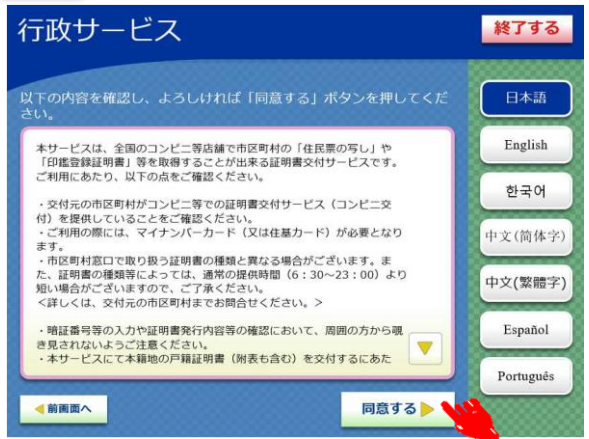 行政サービス
終了する
以下の内容を確認し、よろしければ「同意する」ボタンを押してくだ
さい。
本サービスは、全国のコンビニ等店舗で市区町村の「住民票の写し」や
「印鑑登録証明書」等を取得することが出来る証明書交付サービスです。
ご利用にあたり、以下の点をご確認ください。
・交付元の市区町村がコンビニ等での証明書交付サービス（コンビニ交
付）を提供していることをご確認ください。
・ご利用の際には、マイナンバーカード（又は住基カード）が必要となり
ます。
・市区町村窓口で取り扱う証明書の種類と異なる場合がございます。ま
た、証明書の種類等によっては、通常の提供時間（6：30～23：00）より
短い場合がございますので、ご了承ください。
＜詳しくは、交付元の市区町村までお問合せください。＞
・暗証番号等の入力や証明書発行内容等の確認において、周囲の方から覗
き見されないようご注意ください。
・本サービスにて本籍地の戸籍証明書（附表も含む）を交付するにあた
日本語
English
한국어
中文(简体字)
中文(繁體字)
Español
Português
前画面へ
同意する